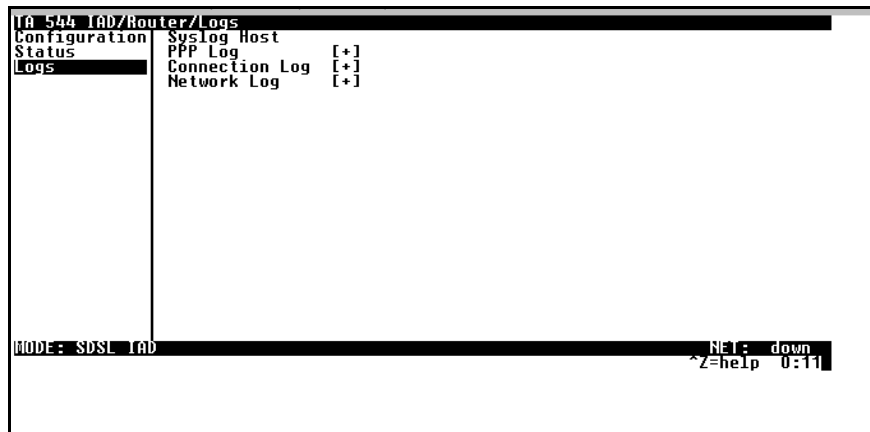 TA 544 IAD/Router/Logs
Configuration Syslog Host
Status PPP Log [+]
Logs Connection Log [+]
Network Log [+]
MODE: SDSL IAD NET: down
^Z=help 0:11